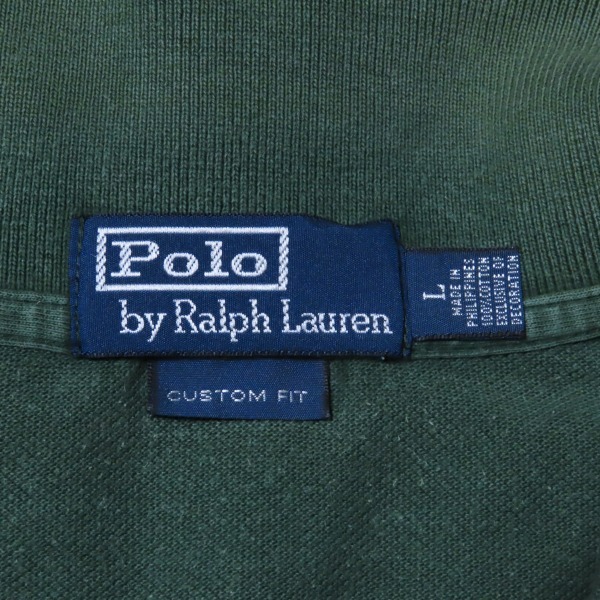 Polo
by Ralph Lauren
CUSTOM FIT
L
MADE IN
PHILIPPINES
100% COTTON
EXCLUSIVE OF
DECORATION